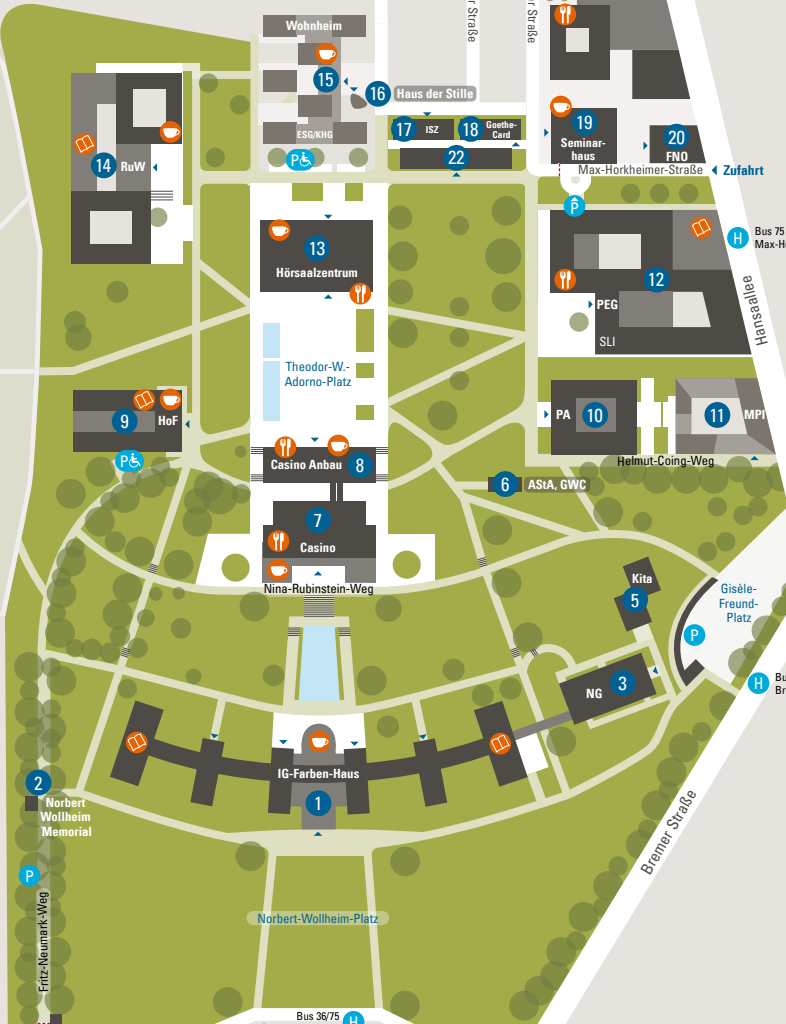 r Straße
r Straße
Wohnheim
15
16 Haus der Stille
ESG/KHG
P
17 ISZ
18 Goethe-
Card
22
19
Seminar-
haus
20
FNO
Max-Horkheimer-Straße
Zufahrt
P
14 RuW
13
Hörsaalzentrum
H
Bus 75
12
PEG
SLI
Hansaallee
Theodor-W.-
Adorno-Platz
9
HoF
P
PA
10
11
MPI
Helmut-Coing-Weg
Casino Anbau 8
6 AStA, GWC
7
Casino
Nina-Rubinstein-Weg
Kita
5
Gisèle-
Freund-
Platz
P
NG
3
H
IG-Farben-Haus
1
2
Norbert
Wollheim
Memorial
P
Fritz-Neumark-Weg
Bremer Straße
Norbert-Wollheim-Platz
Bus 36/75
H